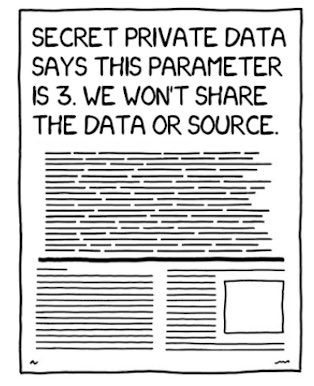 SECRET PRIVATE DATA
SAYS THIS PARAMETER
IS 3. WE WON'T SHARE
THE DATA OR SOURCE.